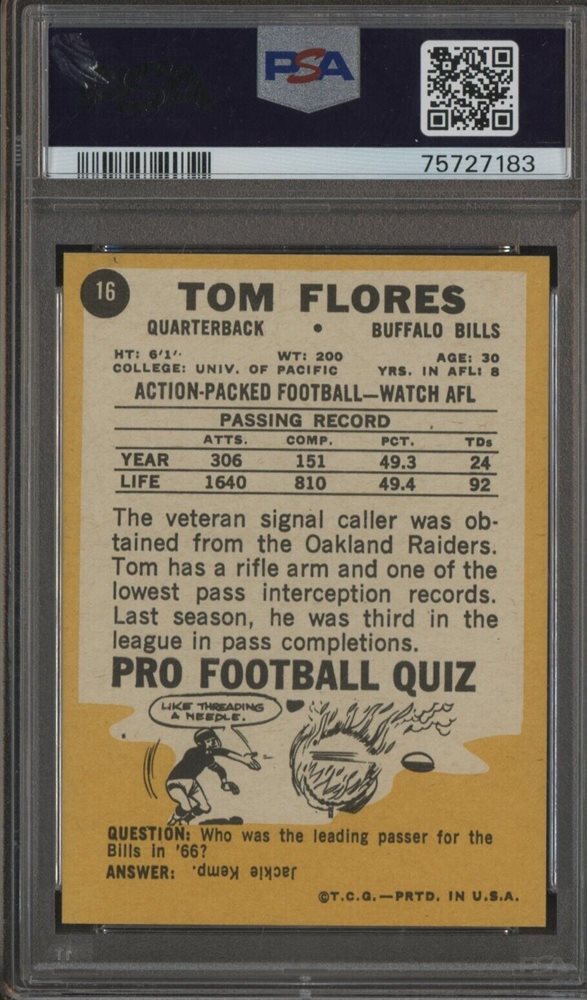 PSA
75727183
16
TOM FLORES
QUARTERBACK • BUFFALO BILLS
HT: 6'1" WT: 200 AGE: 30
COLLEGE: UNIV. OF PACIFIC YRS. IN AFL: 8
ACTION-PACKED FOOTBALL—WATCH AFL
PASSING RECORD
ATTS. COMP. PCT. TDs
YEAR 306 151 49.3 24
LIFE 1640 810 49.4 92
The veteran signal caller was ob-
tained from the Oakland Raiders.
Tom has a rifle arm and one of the
lowest pass interception records.
Last season, he was third in the
league in pass completions.
PRO FOOTBALL QUIZ
LIKE THREADING
A NEEDLE.
QUESTION: Who was the leading passer for the
Bills in '66?
ANSWER: Jackie Kemp.
©T.C.G.—PRTD. IN U.S.A.